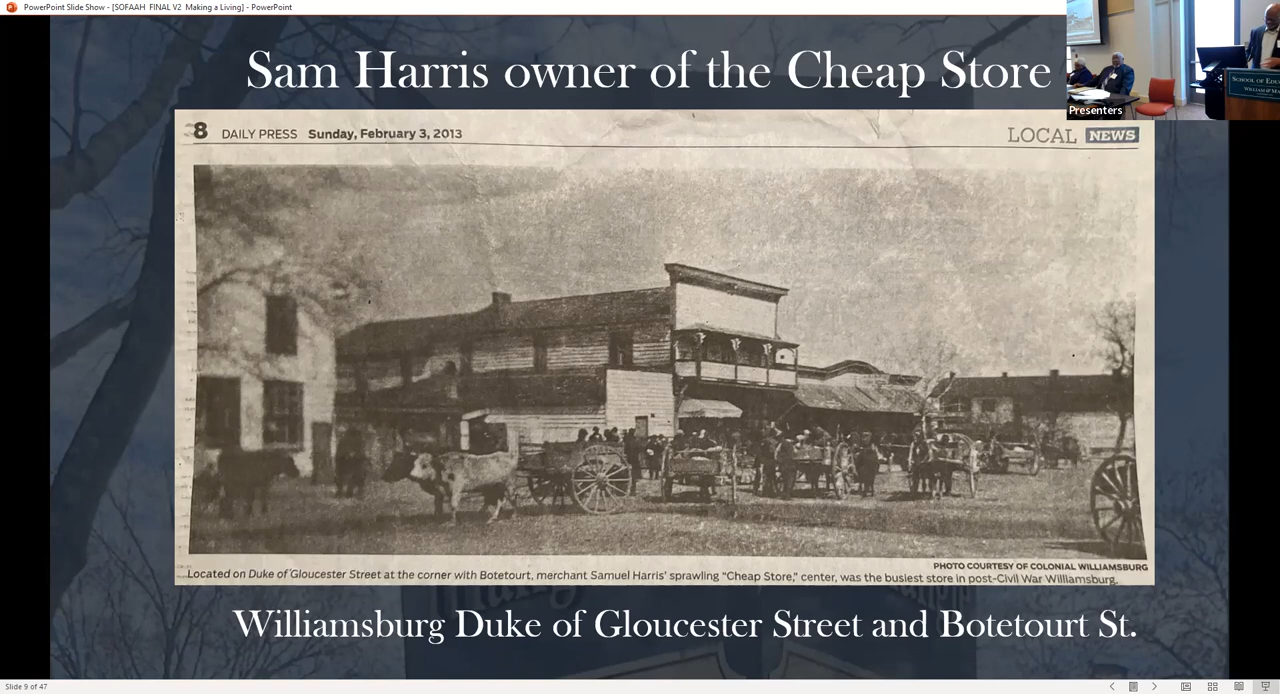 PowerPoint Slide Show - [SOFAAH FINAL V2 Making a Living] - PowerPoint
Sam Harris owner of the Cheap Store
Presenters
8 DAILY PRESS Sunday, February 3, 2013 LOCAL NEWS
PHOTO COURTESY OF COLONIAL WILLIAMSBURG
Located on Duke of Gloucester Street at the corner with Botetourt, merchant Samuel Harris' sprawling "Cheap Store," center, was the busiest store in post-Civil War Williamsburg.
Williamsburg Duke of Gloucester Street and Botetourt St.
Slide 9 of 47